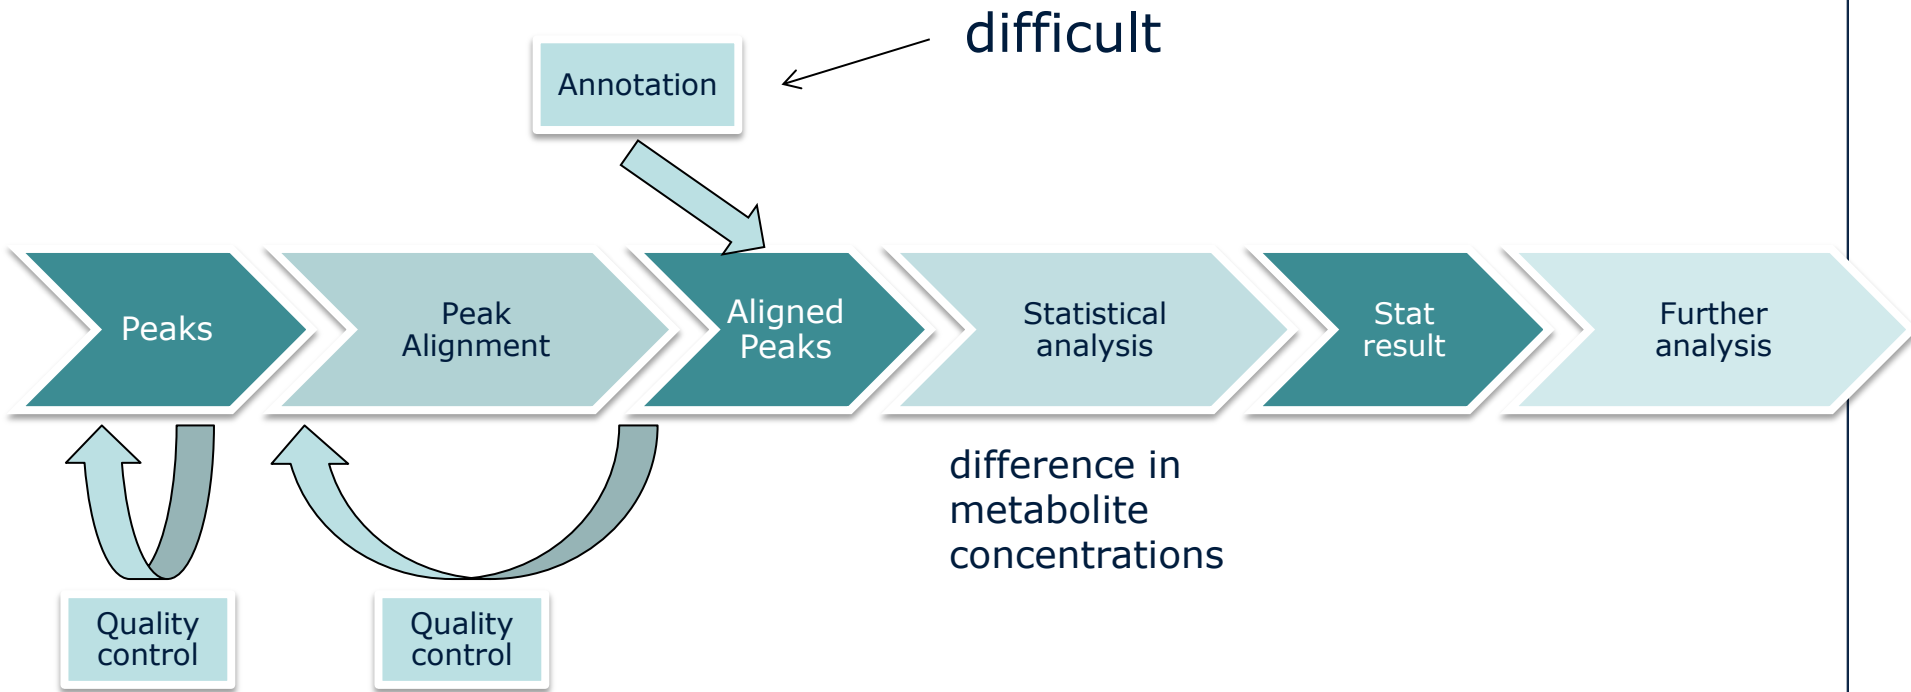 difficult
Annotation
Peaks
Peak
Alignment
Aligned
Peaks
Statistical
analysis
Stat
result
Further
analysis
difference in
metabolite
concentrations
Quality
control
Quality
control